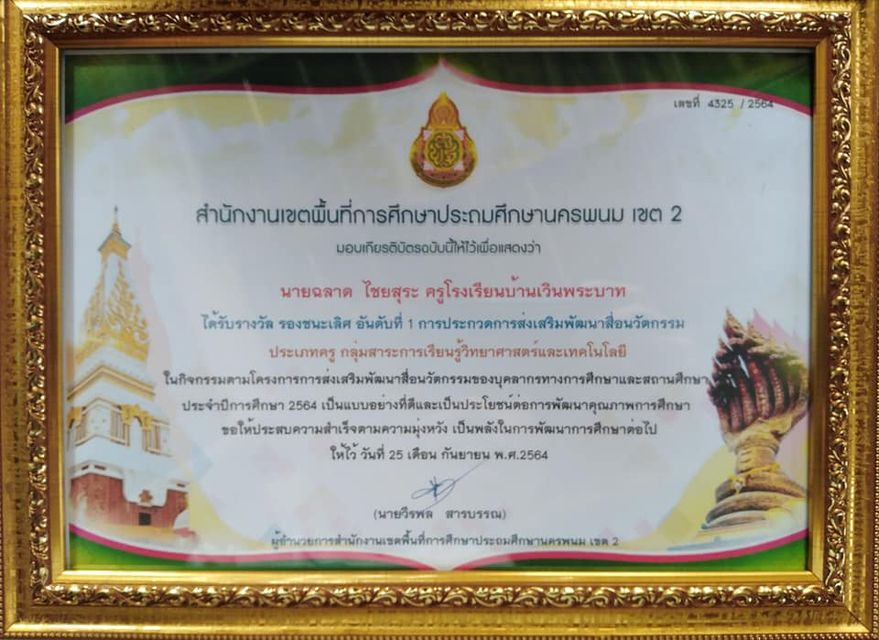 เลขที่ 4325 / 2564
สำนักงานเขตพื้นที่การศึกษาประถมศึกษานครพนม เขต 2
มอบเกียรติบัตรฉบับนี้ให้ไว้เพื่อแสดงว่า
นายฉลาด ไชยสุระ ครูโรงเรียนบ้านเวินพระบาท
ได้รับรางวัล รองชนะเลิศ อันดับที่ 1 การประกวดการส่งเสริมพัฒนาสื่อนวัตกรรม
ประเภทครู กลุ่มสาระการเรียนรู้วิทยาศาสตร์และเทคโนโลยี
ในกิจกรรมตามโครงการการส่งเสริมพัฒนาสื่อนวัตกรรมของบุคลากรทางการศึกษาและสถานศึกษา
ประจำปีการศึกษา 2564 เป็นแบบอย่างที่ดีและเป็นประโยชน์ต่อการพัฒนาคุณภาพการศึกษา
ขอให้ประสบความสำเร็จตามความมุ่งหวัง เป็นพลังในการพัฒนาการศึกษาต่อไป
ให้ไว้ วันที่ 25 เดือน กันยายน พ.ศ.2564
(นายวีรพล สารบรรณ)
ผู้อำนวยการสำนักงานเขตพื้นที่การศึกษาประถมศึกษานครพนม เขต 2